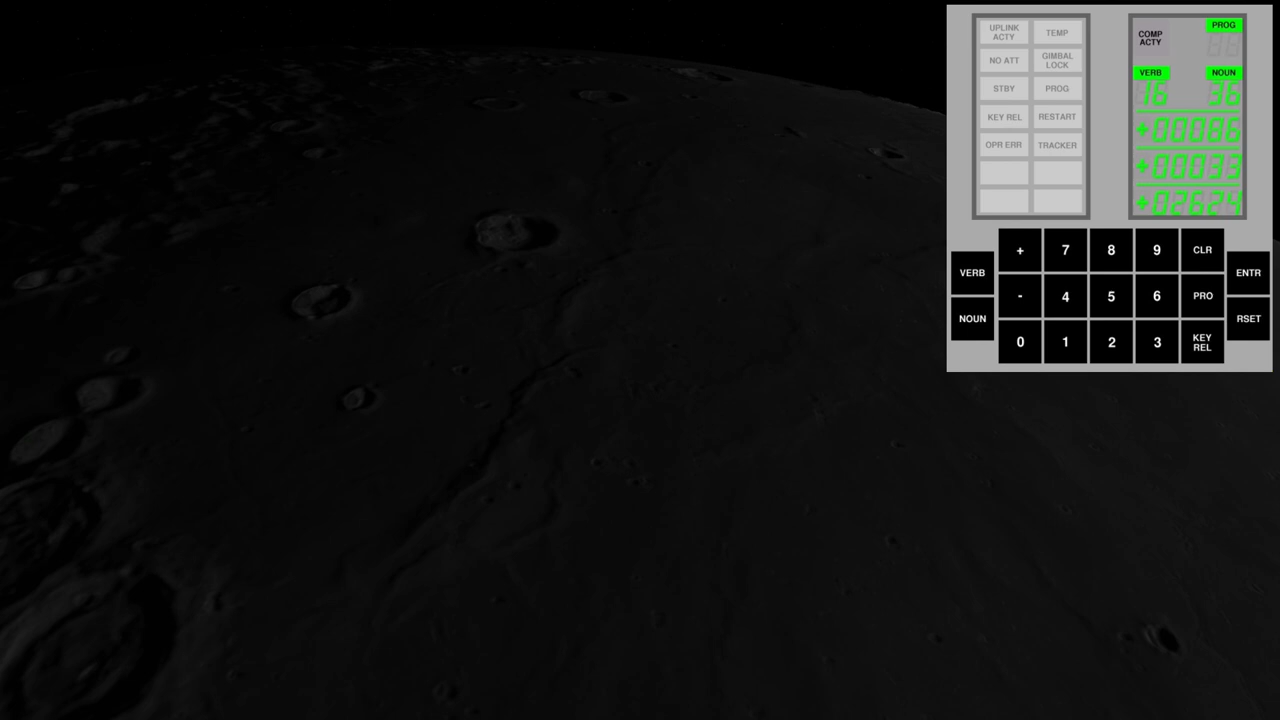 UPLINK ACTY
TEMP
NO ATT
GIMBAL LOCK
STBY
PROG
KEY REL
RESTART
OPR ERR
TRACKER
COMP ACTY
PROG
VERB
NOUN
16
36
+00086
+00033
+02624
VERB
NOUN
+
7
8
9
CLR
-
4
5
6
PRO
0
1
2
3
KEY REL
ENTR
RSET